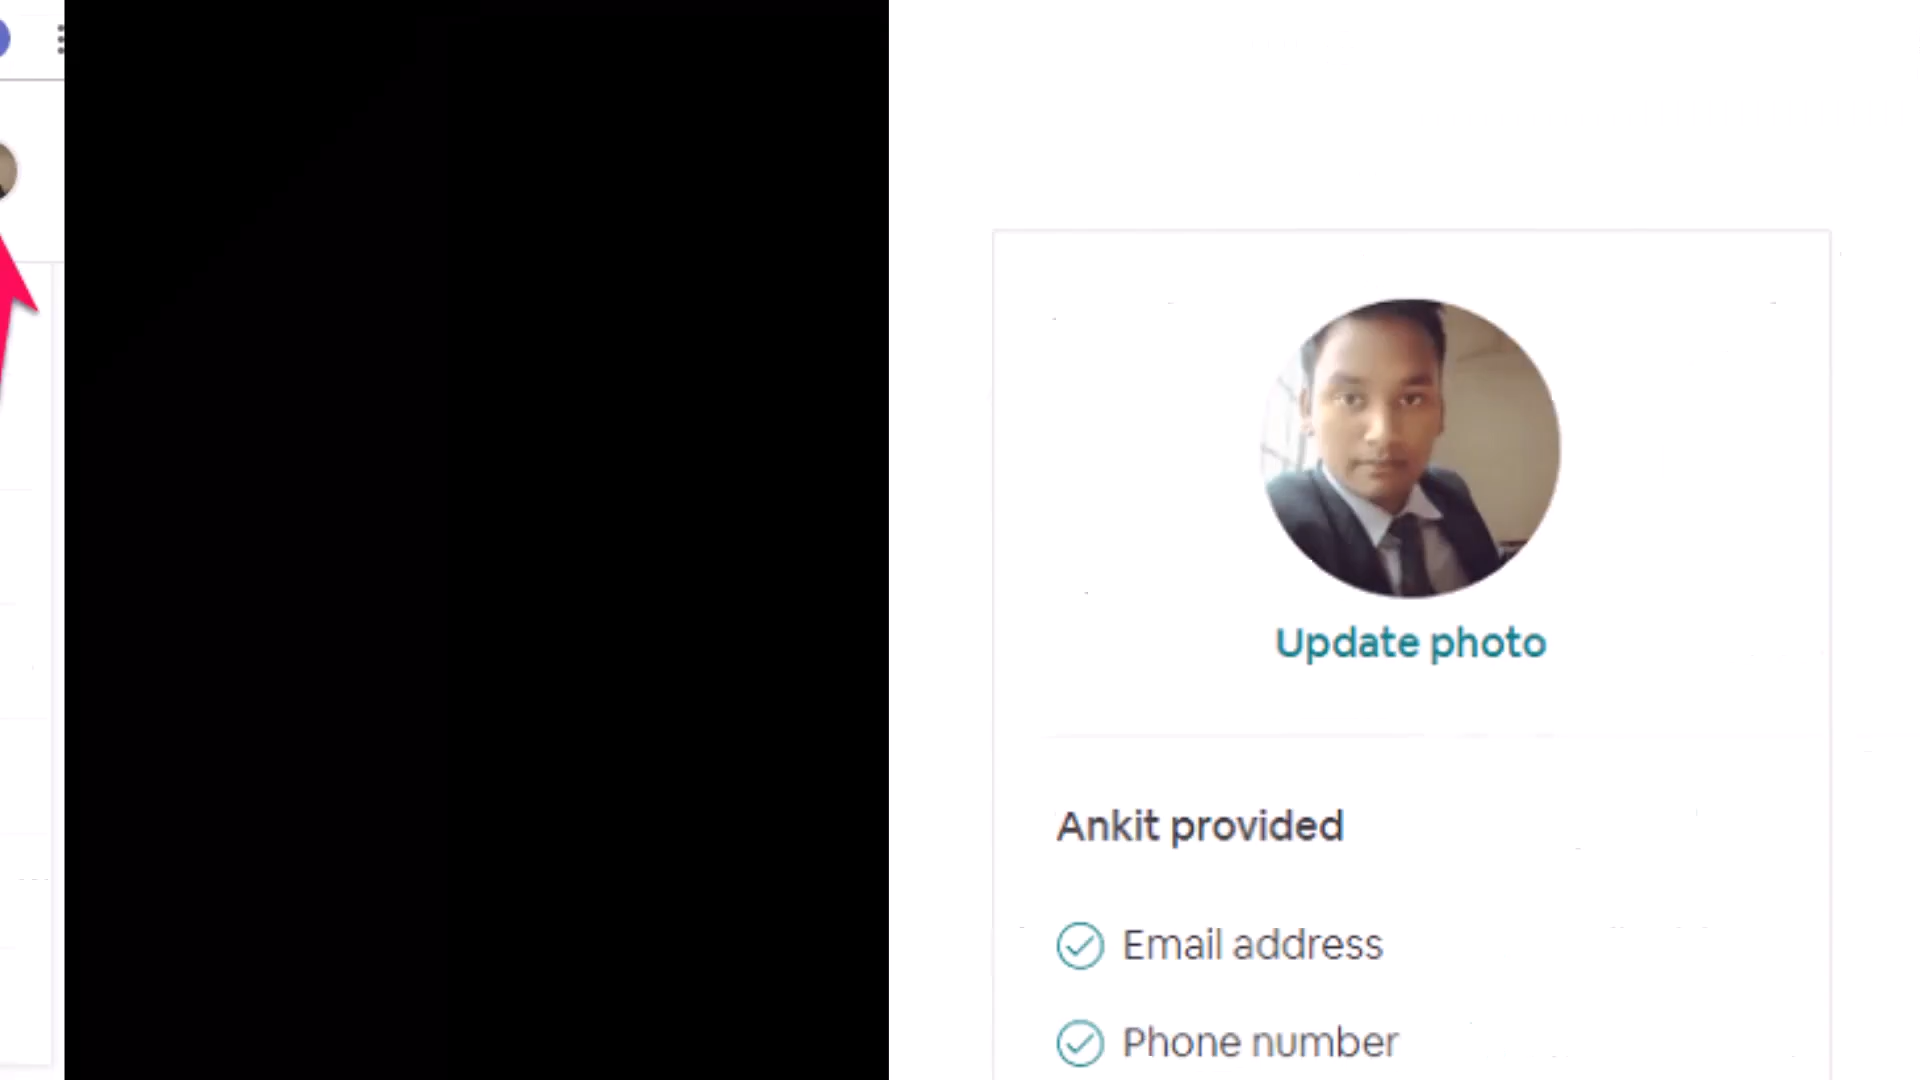 Update photo
Ankit provided
Email address
Phone number